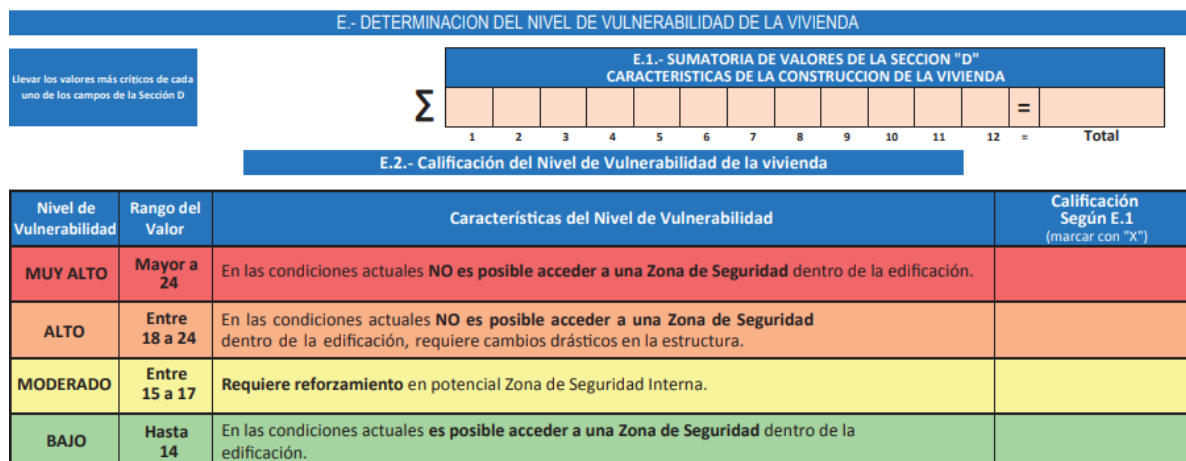 E.- DETERMINACION DEL NIVEL DE VULNERABILIDAD DE LA VIVIENDA
Llevar los valores más críticos de cada
uno de los campos de la Sección D
E.1.- SUMATORIA DE VALORES DE LA SECCION "D"
CARACTERISTICAS DE LA CONSTRUCCION DE LA VIVIENDA
Σ =
1 2 3 4 5 6 7 8 9 10 11 12 = Total
E.2.- Calificación del Nivel de Vulnerabilidad de la vivienda
Nivel de
Vulnerabilidad
Rango del
Valor
Características del Nivel de Vulnerabilidad
Calificación
Según E.1
(marcar con "X")
MUY ALTO
Mayor a
24
En las condiciones actuales NO es posible acceder a una Zona de Seguridad dentro de la edificación.
ALTO
Entre
18 a 24
En las condiciones actuales NO es posible acceder a una Zona de Seguridad
dentro de la edificación, requiere cambios drásticos en la estructura.
MODERADO
Entre
15 a 17
Requiere reforzamiento en potencial Zona de Seguridad Interna.
BAJO
Hasta
14
En las condiciones actuales es posible acceder a una Zona de Seguridad dentro de la
edificación.